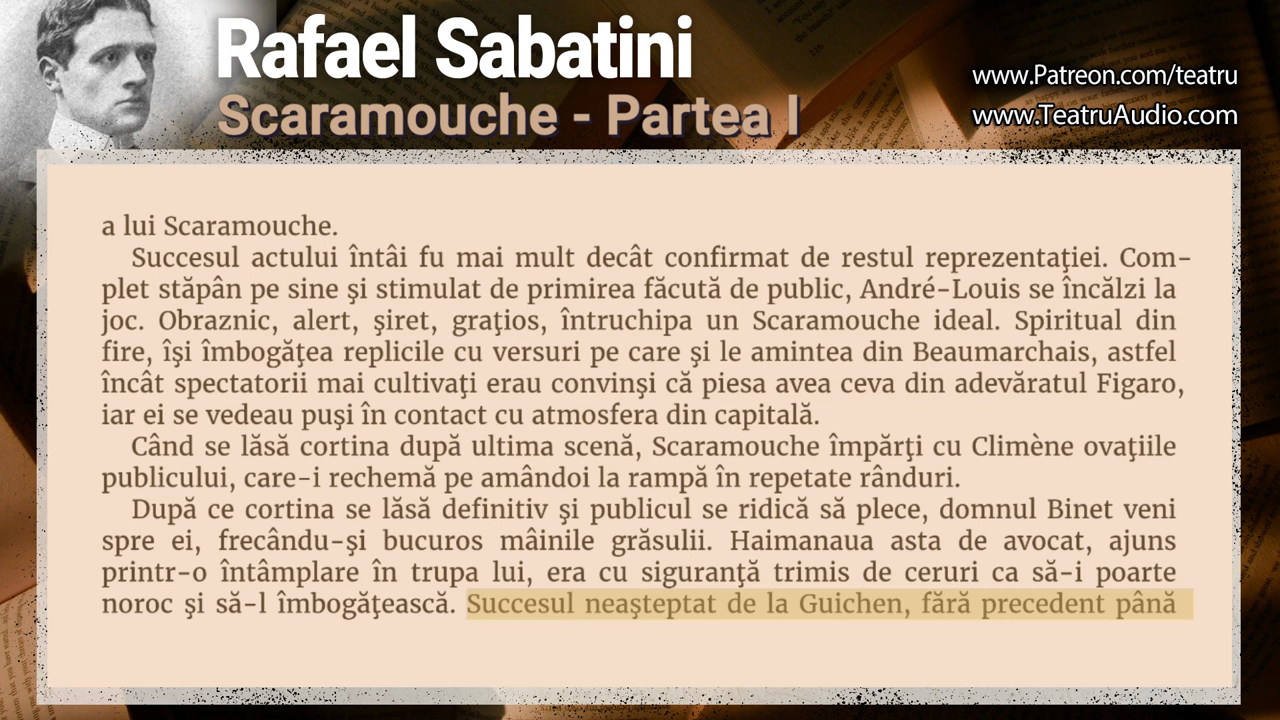 Rafael Sabatini
Scaramouche - Partea I
www.Patreon.com/teatru
www.TeatruAudio.com
a lui Scaramouche.
Succesul actului întâi fu mai mult decât confirmat de restul reprezentaţiei. Com-
plet stăpân pe sine şi stimulat de primirea făcută de public, André-Louis se încălzi la
joc. Obraznic, alert, şiret, graţios, întruchipa un Scaramouche ideal. Spiritual din
fire, îşi îmbogăţea replicile cu versuri pe care şi le amintea din Beaumarchais, astfel
încât spectatorii mai cultivaţi erau convinşi că piesa avea ceva din adevăratul Figaro,
iar ei se vedeau puşi în contact cu atmosfera din capitală.
Când se lăsă cortina după ultima scenă, Scaramouche împărţi cu Climène ovaţiile
publicului, care-i rechemă pe amândoi la rampă în repetate rânduri.
După ce cortina se lăsă definitiv şi publicul se ridică să plece, domnul Binet veni
spre ei, frecându-şi bucuros mâinile grăsulii. Haimanaua asta de avocat, ajuns
printr-o întâmplare în trupa lui, era cu siguranţă trimis de ceruri ca să-i poarte
noroc şi să-l îmbogăţească. Succesul neaşteptat de la Guichen, fără precedent până